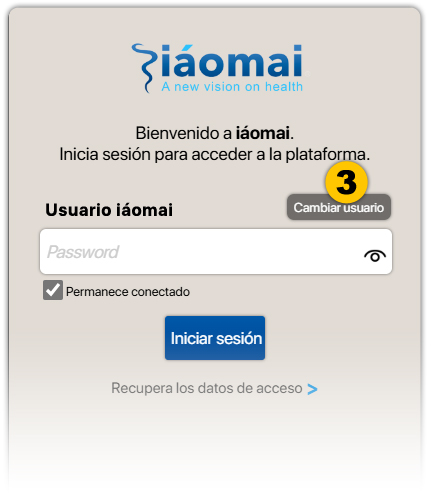 iáomai
A new vision on health
Bienvenido a iáomai.
Inicia sesión para acceder a la plataforma.
3
Usuario iáomai
Cambiar usuario
Password
Permanece conectado
Iniciar sesión
Recupera los datos de acceso >